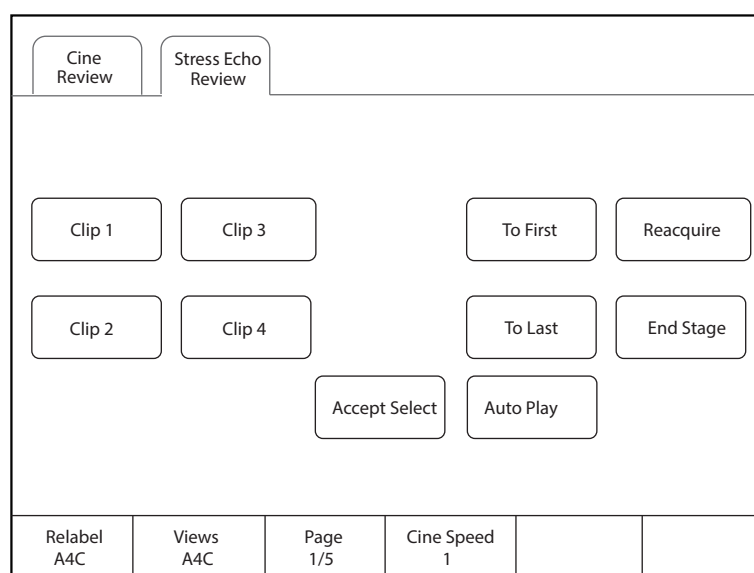 Cine
Review
Stress Echo
Review
Clip 1
Clip 3
To First
Reacquire
Clip 2
Clip 4
To Last
End Stage
Accept Select
Auto Play
Relabel
A4C
Views
A4C
Page
1/5
Cine Speed
1